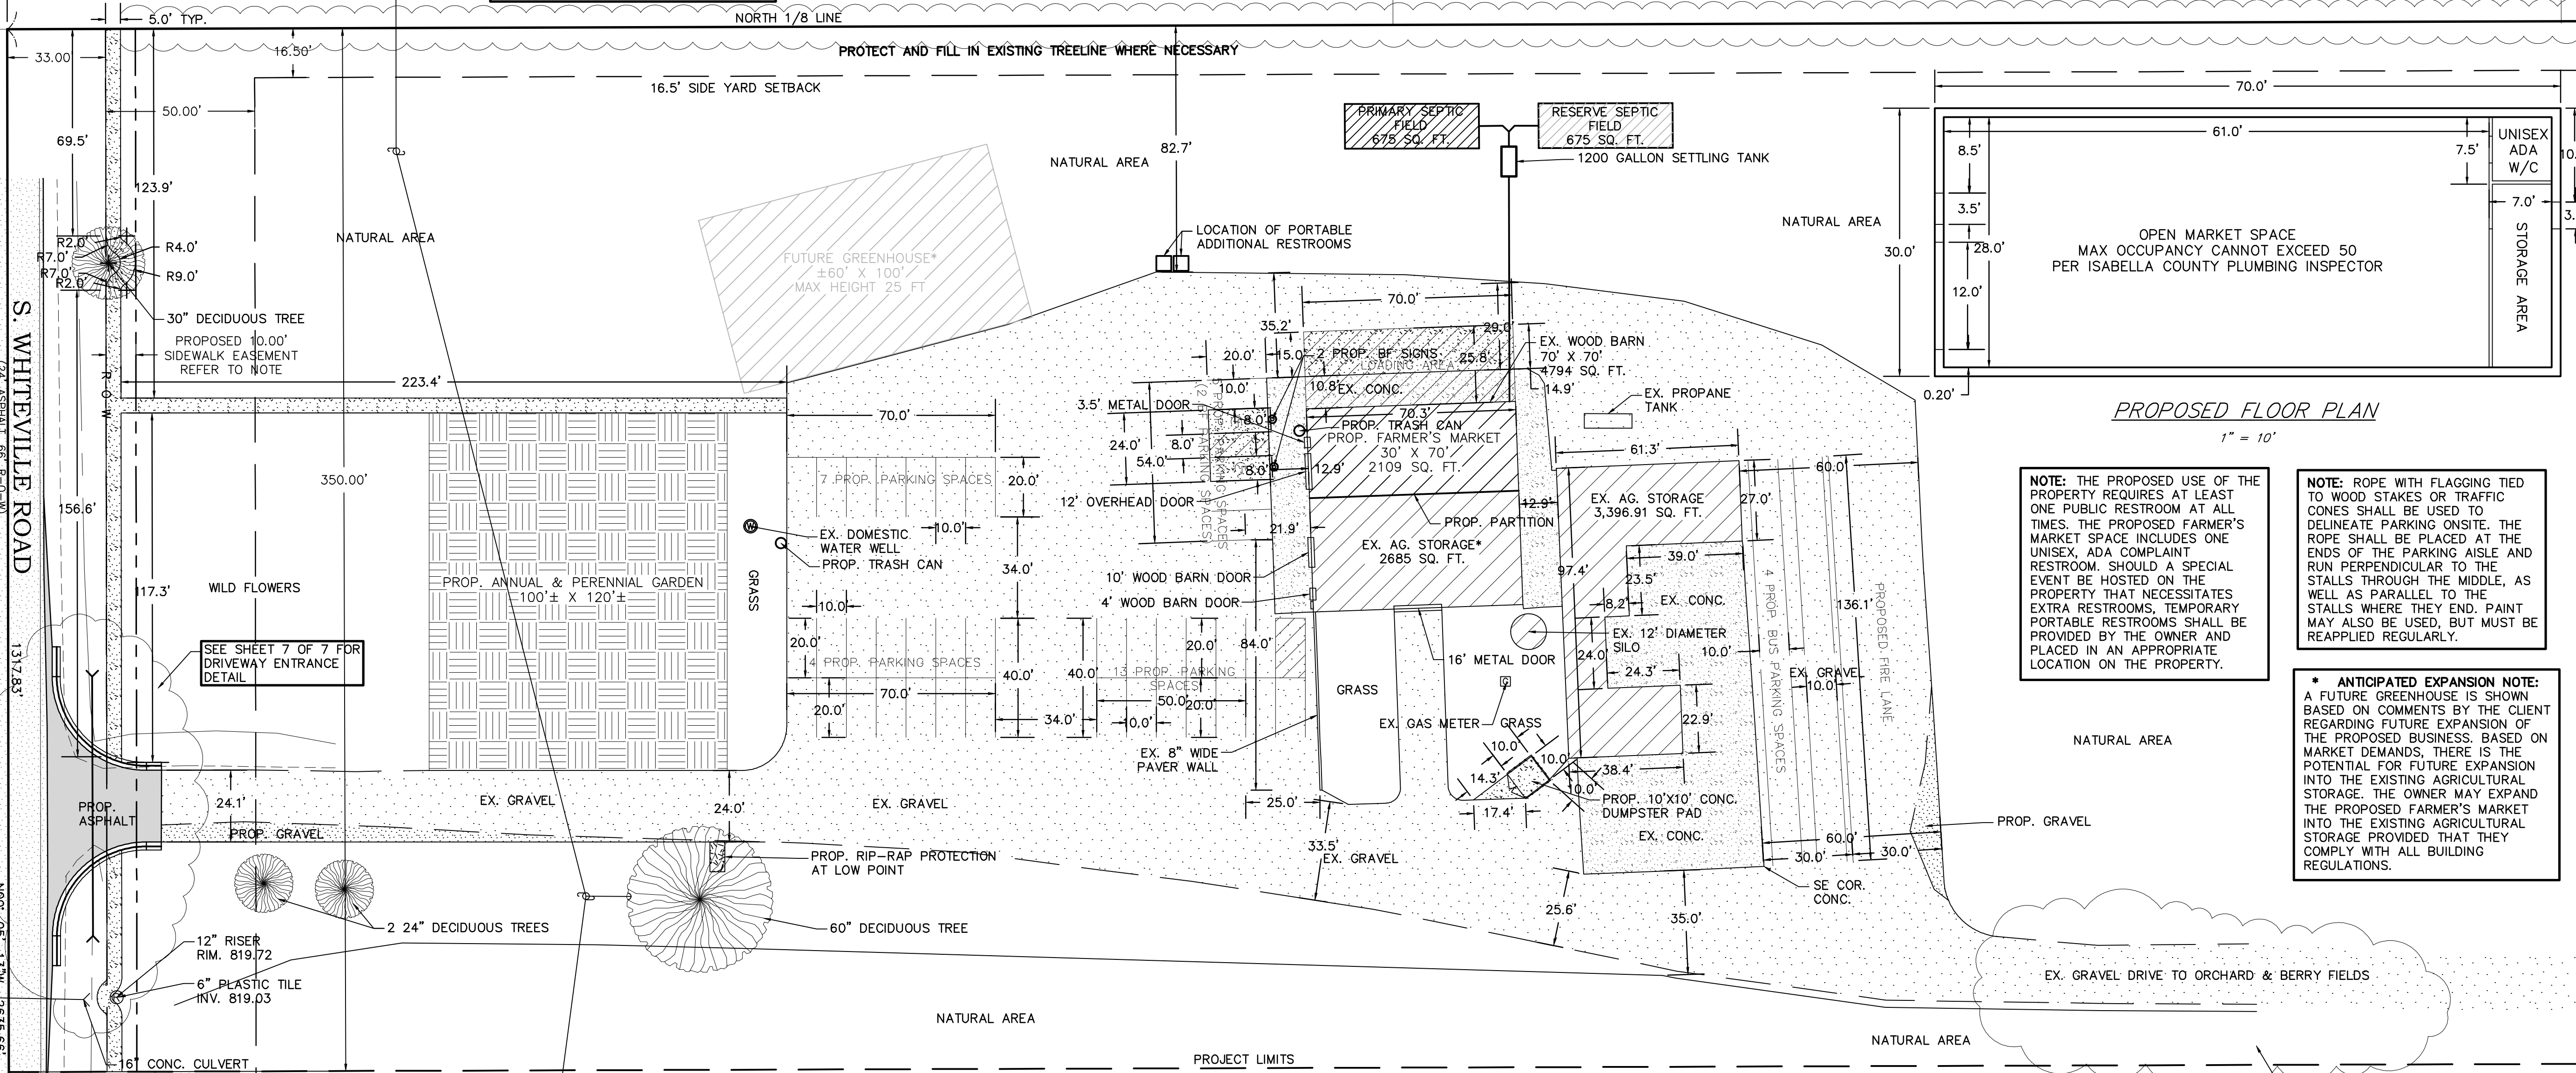 5.0' TYP.
NORTH 1/8 LINE
33.00'
16.50'
PROTECT AND FILL IN EXISTING TREELINE WHERE NECESSARY
16.5' SIDE YARD SETBACK
50.00'
69.5'
123.9'
82.7'
NATURAL AREA
NATURAL AREA
NATURAL AREA
PRIMARY SEPTIC
FIELD
675 SQ. FT.
RESERVE SEPTIC
FIELD
675 SQ. FT.
1200 GALLON SETTLING TANK
70.0'
61.0'
30.0'
8.5'
3.5'
28.0'
12.0'
7.5'
7.0'
0.20'
UNISEX
ADA
W/C
STORAGE AREA
OPEN MARKET SPACE
MAX OCCUPANCY CANNOT EXCEED 50
PER ISABELLA COUNTY PLUMBING INSPECTOR
PROPOSED FLOOR PLAN
1" = 10'
R2.0'
R7.0'
R7.0'
R2.0'
R4.0'
R9.0'
30" DECIDUOUS TREE
PROPOSED 10.00'
SIDEWALK EASEMENT
REFER TO NOTE
R O W
S. WHITEVILLE ROAD
(24' ASPHALT, 66' R-O-W)
1317.83'
FUTURE GREENHOUSE*
±60' X 100'
MAX HEIGHT 25 FT
LOCATION OF PORTABLE
ADDITIONAL RESTROOMS
223.4'
350.00'
156.6'
117.3'
WILD FLOWERS
SEE SHEET 7 OF 7 FOR
DRIVEWAY ENTRANCE
DETAIL
PROP. ANNUAL & PERENNIAL GARDEN
100'± X 120'±
GRASS
W
EX. DOMESTIC
WATER WELL
PROP. TRASH CAN
70.0'
7 PROP. PARKING SPACES
20.0'
10.0'
34.0'
10.0'
20.0'
4 PROP. PARKING SPACES
40.0'
70.0'
20.0'
34.0'
40.0'
13 PROP. PARKING
SPACES
20.0'
50.0'
20.0'
10.0'
84.0'
25.0'
35.2'
70.0'
29.0'
20.0'
15.0'
2 PROP. BF SIGNS
LOADING AREA
25.8'
10.0'
10.8'
EX. CONC.
14.9'
EX. WOOD BARN
70' X 70'
4794 SQ. FT.
EX. PROPANE
TANK
3.5' METAL DOOR
70.3'
PROP. TRASH CAN
PROP. FARMER'S MARKET
30' X 70'
2109 SQ. FT.
8.0'
8.0'
8.0'
24.0'
54.0'
12.9'
12' OVERHEAD DOOR
21.9'
5 PROP. PARKING SPACES
(2 BF PARKING SPACES)
12.9'
PROP. PARTITION
EX. AG. STORAGE*
2685 SQ. FT.
10' WOOD BARN DOOR
4' WOOD BARN DOOR
61.3'
60.0'
EX. AG. STORAGE
3,396.91 SQ. FT.
27.0'
39.0'
97.4'
23.5'
8.2'
EX. CONC.
136.1'
EX. 12' DIAMETER
SILO
24.0'
24.3'
10.0'
4 PROP. BUS PARKING SPACES
PROPOSED FIRE LANE
EX. GRAVEL
10.0'
16' METAL DOOR
GRASS
G
EX. GAS METER
GRASS
22.9'
EX. 8" WIDE
PAVER WALL
10.0'
10.0'
14.3'
10.0'
38.4'
17.4'
PROP. 10'X10' CONC.
DUMPSTER PAD
EX. CONC.
60.0'
30.0'
30.0'
SE COR.
CONC.
PROP. GRAVEL
NATURAL AREA
24.1'
EX. GRAVEL
PROP.
ASPHALT
PROP. GRAVEL
24.0'
EX. GRAVEL
33.5'
EX. GRAVEL
PROP. RIP-RAP PROTECTION
AT LOW POINT
25.6'
35.0'
2 24" DECIDUOUS TREES
60" DECIDUOUS TREE
12" RISER
RIM. 819.72
6" PLASTIC TILE
INV. 819.03
16" CONC. CULVERT
NATURAL AREA
PROJECT LIMITS
NATURAL AREA
EX. GRAVEL DRIVE TO ORCHARD & BERRY FIELDS
NOTE: THE PROPOSED USE OF THE
PROPERTY REQUIRES AT LEAST
ONE PUBLIC RESTROOM AT ALL
TIMES. THE PROPOSED FARMER'S
MARKET SPACE INCLUDES ONE
UNISEX, ADA COMPLAINT
RESTROOM. SHOULD A SPECIAL
EVENT BE HOSTED ON THE
PROPERTY THAT NECESSITATES
EXTRA RESTROOMS, TEMPORARY
PORTABLE RESTROOMS SHALL BE
PROVIDED BY THE OWNER AND
PLACED IN AN APPROPRIATE
LOCATION ON THE PROPERTY.
NOTE: ROPE WITH FLAGGING TIED
TO WOOD STAKES OR TRAFFIC
CONES SHALL BE USED TO
DELINEATE PARKING ONSITE. THE
ROPE SHALL BE PLACED AT THE
ENDS OF THE PARKING AISLE AND
RUN PERPENDICULAR TO THE
STALLS THROUGH THE MIDDLE, AS
WELL AS PARALLEL TO THE
STALLS WHERE THEY END. PAINT
MAY ALSO BE USED, BUT MUST BE
REAPPLIED REGULARLY.
* ANTICIPATED EXPANSION NOTE:
A FUTURE GREENHOUSE IS SHOWN
BASED ON COMMENTS BY THE CLIENT
REGARDING FUTURE EXPANSION OF
THE PROPOSED BUSINESS. BASED ON
MARKET DEMANDS, THERE IS THE
POTENTIAL FOR FUTURE EXPANSION
INTO THE EXISTING AGRICULTURAL
STORAGE. THE OWNER MAY EXPAND
THE PROPOSED FARMER'S MARKET
INTO THE EXISTING AGRICULTURAL
STORAGE PROVIDED THAT THEY
COMPLY WITH ALL BUILDING
REGULATIONS.